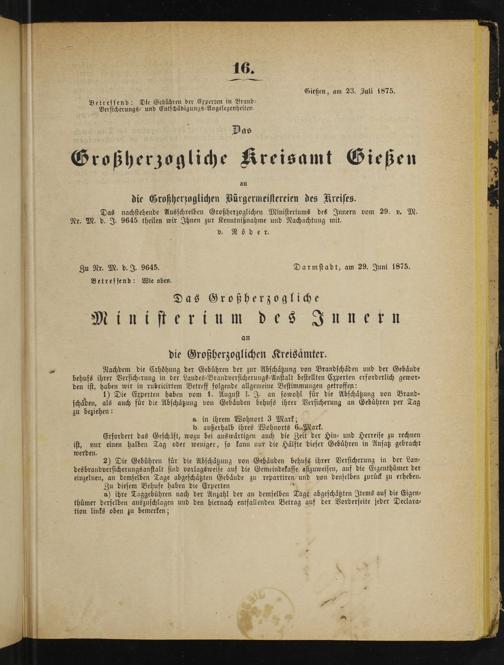 16.
Gießen, am 23. Juli 1875.
Betreffend: Die Gebühren der Experten in Brand-
Versicherungs- und Entschädigungs-Angelegenheiten
Das
Großherzogliche Kreisamt Gießen
an
die Großherzoglichen Bürgermeistereien des Kreises.
Das nachstehende Ausschreiben Großherzoglichen Ministeriums des Innern vom 29. v. M.
Nr. M. d. J. 9645 theilen wir Ihnen zur Kenntnißnahme und Nachachtung mit.
v. Röder.
Zu Nr. M. d. J. 9645.
Darmstadt, am 29. Juni 1875.
Betreffend: Wie oben.
Das Großherzogliche
Ministerium des Innern
an
die Großherzoglichen Kreisämter.
Nachdem die Erhöhung der Gebühren der zur Abschätzung von Brandschäden und der Gebäude
behufs ihrer Versicherung in der Landes-Brandversicherungs-Anstalt bestellten Experten erforderlich gewor-
den ist, haben wir in rubricirtem Betreff folgende allgemeine Bestimmungen getroffen:
1) Die Experten haben vom 1. August l. J. an sowohl für die Abschätzung von Brand-
schäden, als auch für die Abschätzung von Gebäuden behufs ihrer Versicherung an Gebühren per Tag
zu beziehen:
a. in ihrem Wohnort 3 Mark;
b. außerhalb ihres Wohnorts 6 Mark.
Erfordert das Geschäft, wozu bei auswärtigen auch die Zeit der Hin- und Herreise zu rechnen
ist, nur einen halben Tag oder weniger, so kann nur die Hälfte dieser Gebühren in Ansatz gebracht
werden.
2) Die Gebühren für die Abschätzung von Gebäuden behufs ihrer Versicherung in der Lan-
desbrandversicherungsanstalt sind vorlagsweise auf die Gemeindekasse anzuweisen, auf die Eigenthümer der
einzelnen, an demselben Tage abgeschätzten Gebäude zu repartiren und von denselben zurück zu erheben.
Zu diesem Behufe haben die Experten
a) ihre Taggebühren nach der Anzahl der an demselben Tage abgeschätzten Items auf die Eigen-
thümer derselben auszuschlagen und den hiernach entfallenden Betrag auf der Vorderseite jeder Declara-
tion links oben zu bemerken;